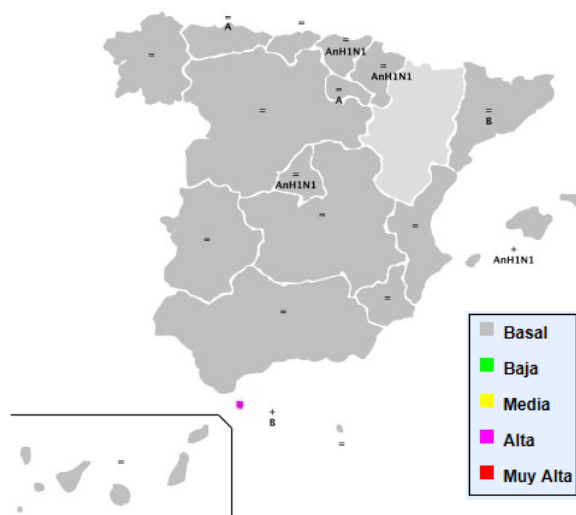 =
A
=
=
AnH1N1
=
AnH1N1
=
=
A
=
=
B
=
AnH1N1
=
=
=
+
AnH1N1
=
=
+
B
=
=
Basal
Baja
Media
Alta
Muy Alta